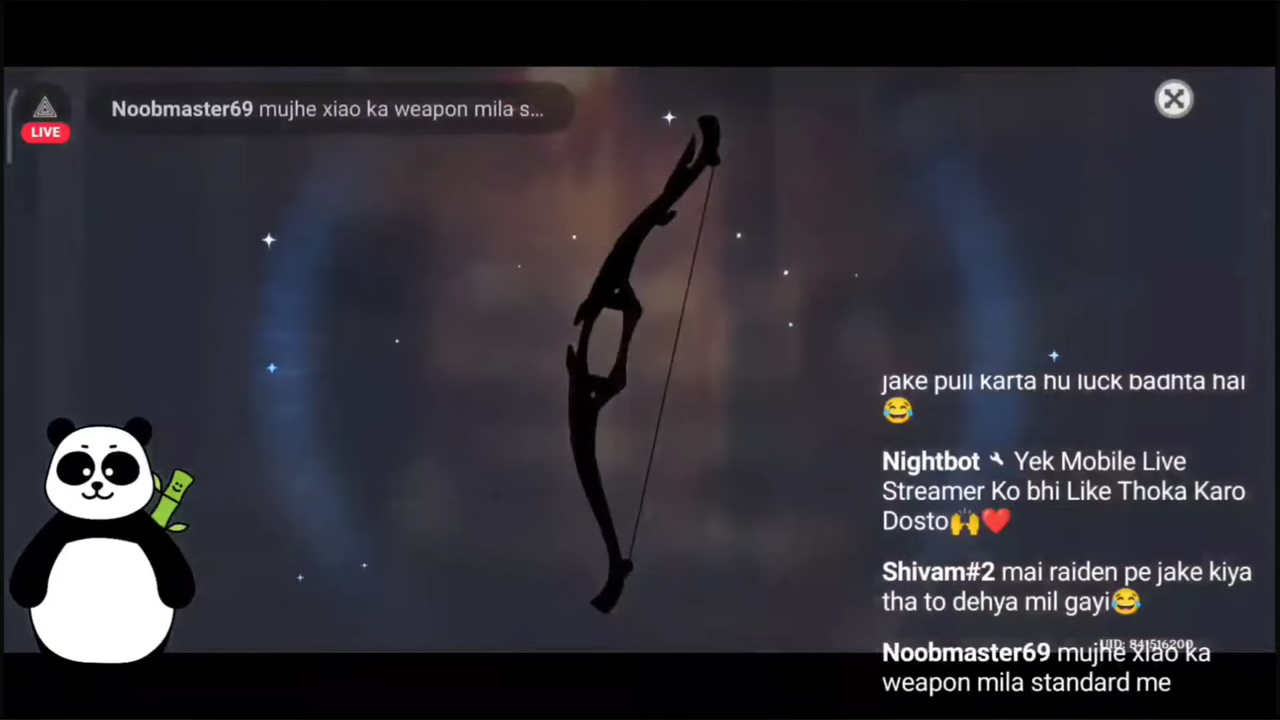 LIVE
Noobmaster69 mujhe xiao ka weapon mila s...
jake pull karta hu luck badhta hai
😂
Nightbot 🔧 Yek Mobile Live
Streamer Ko bhi Like Thoka Karo
Dosto🙌❤️
Shivam#2 mai raiden pe jake kiya
tha to dehya mil gayi😂
UID: 841516200
Noobmaster69 mujhe xiao ka
weapon mila standard me